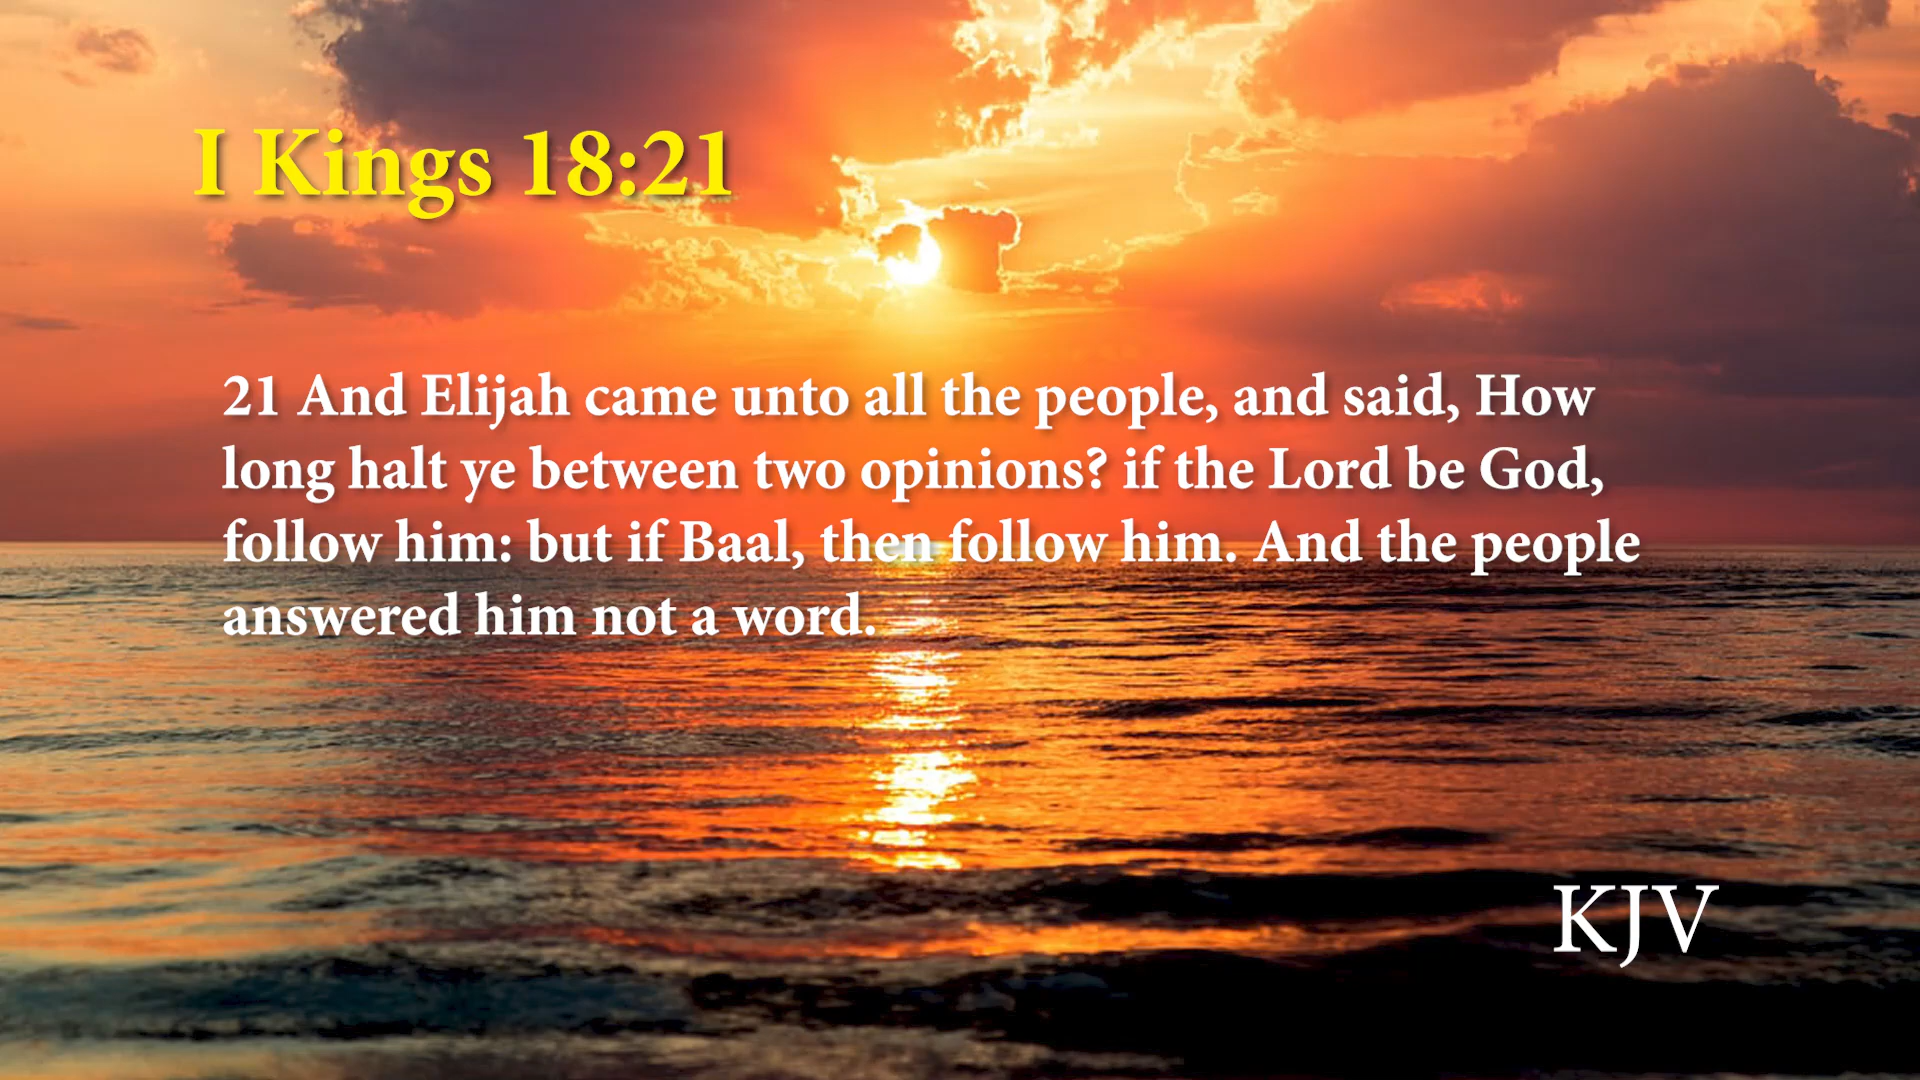 I Kings 18:21
21 And Elijah came unto all the people, and said, How
long halt ye between two opinions? if the Lord be God,
follow him: but if Baal, then follow him. And the people
answered him not a word.
KJV